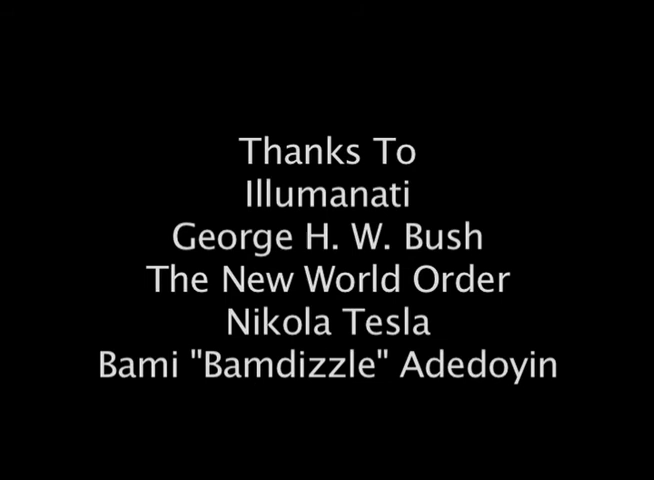 Thanks To
Illumanati
George H. W. Bush
The New World Order
Nikola Tesla
Bami "Bamdizzle" Adedoyin